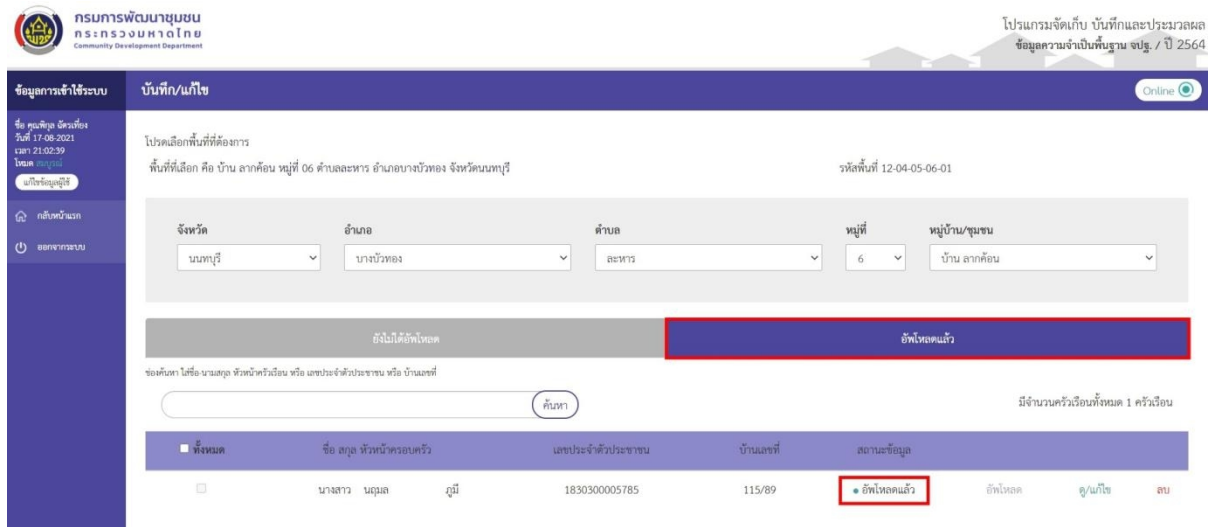 กรมการพัฒนาชุมชน
กระทรวงมหาดไทย
Community Development Department
โปรแกรมจัดเก็บ บันทึกและประมวลผล
ข้อมูลความจำเป็นพื้นฐาน จปฐ. / ปี 2564
ข้อมูลการเข้าใช้ระบบ
บันทึก/แก้ไข
Online
ชื่อ คุณพิกุล ฉัตรเที่ยง
วันที่ 17-08-2021
เวลา 21:02:39
โหมด สมบูรณ์
แก้ไขข้อมูลผู้ใช้
กลับหน้าแรก
ออกจากระบบ
โปรดเลือกพื้นที่ที่ต้องการ
พื้นที่ที่เลือก คือ บ้าน ลากค้อน หมู่ที่ 06 ตำบลละหาร อำเภอบางบัวทอง จังหวัดนนทบุรี รหัสพื้นที่ 12-04-05-06-01
จังหวัด อำเภอ ตำบล หมู่ที่ หมู่บ้าน/ชุมชน
นนทบุรี บางบัวทอง ละหาร 6 บ้าน ลากค้อน
ยังไม่ได้อัพโหลด อัพโหลดแล้ว
ช่องค้นหา ใส่ชื่อ-นามสกุล หัวหน้าครัวเรือน หรือ เลขประจำตัวประชาชน หรือ บ้านเลขที่
ค้นหา มีจำนวนครัวเรือนทั้งหมด 1 ครัวเรือน
ทั้งหมด ชื่อ สกุล หัวหน้าครอบครัว เลขประจำตัวประชาชน บ้านเลขที่ สถานะข้อมูล
นางสาว นฤมล ภูมี 1830300005785 115/89 อัพโหลดแล้ว อัพโหลด ดู/แก้ไข ลบ